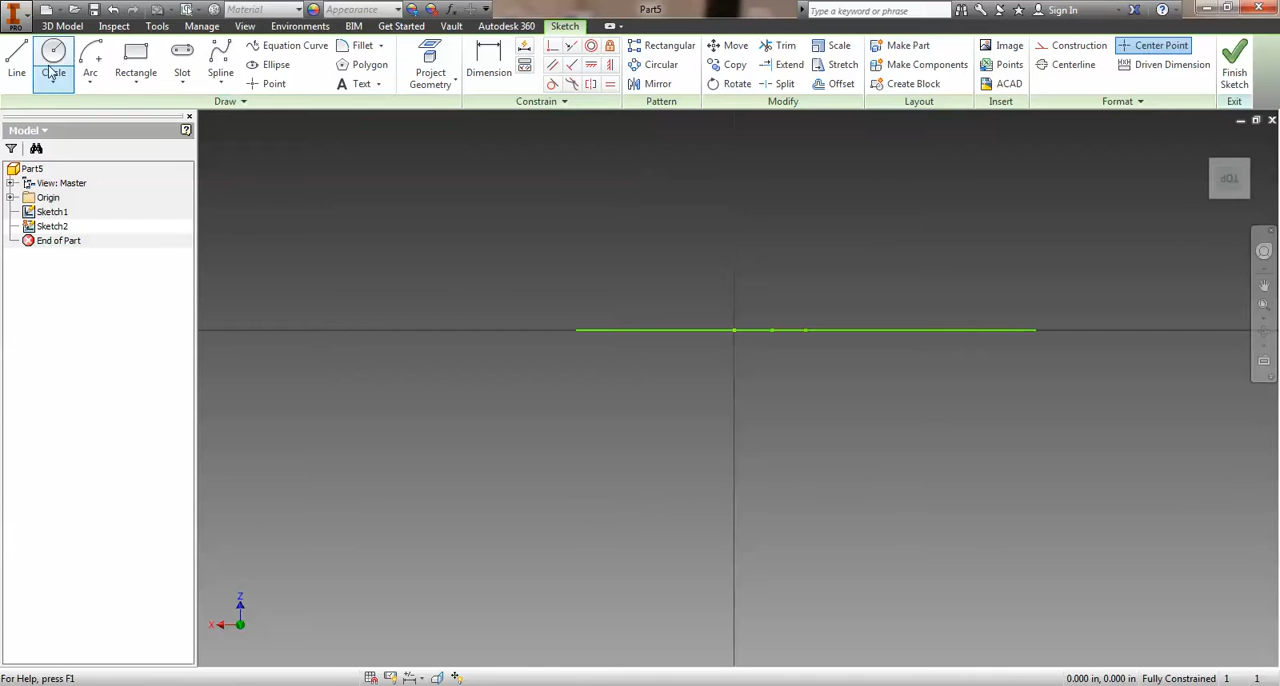 Material Appearance Part5 Type a keyword or phrase Sign In
PRO 3D Model Inspect Tools Manage View Environments BIM Get Started Vault Autodesk 360 Sketch
Line Circle Arc Rectangle Slot Spline Equation Curve Fillet Project Geometry Dimension Rectangular Move Trim Scale Make Part Image Construction Center Point Finish Sketch
Ellipse Polygon Circular Copy Extend Stretch Make Components Points Centerline Driven Dimension
Point Text Mirror Rotate Split Offset Create Block ACAD
Draw Constrain Pattern Modify Layout Insert Format Exit
Model
Part5
View: Master
Origin
Sketch1
Sketch2
End of Part
TOP
Z
X
For Help, press F1 0.000 in, 0.000 in Fully Constrained 1 1